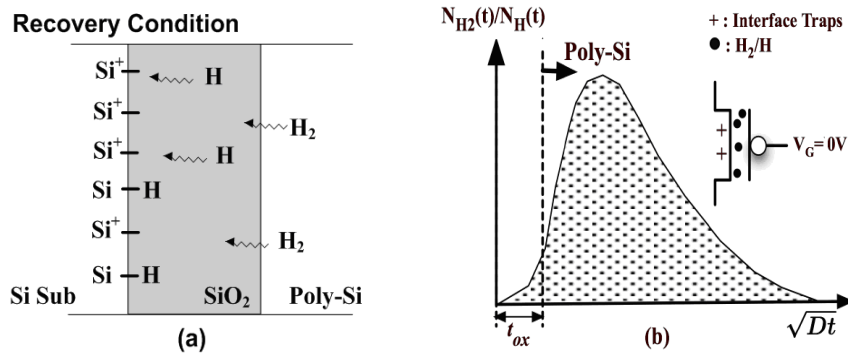 Recovery Condition
Si+
H
Si+
H2
Si+
H
Si H
Si+
H2
Si H
Si Sub SiO2 Poly-Si
(a)
NH2(t)/NH(t)
+ : Interface Traps
● : H2/H
Poly-Si
+
+
VG= 0V
tox
(b)
√Dt